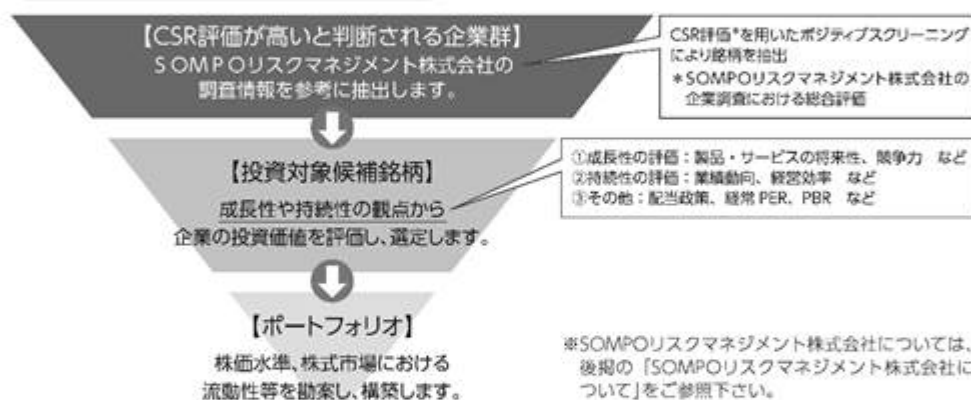 【CSR評価が高いと判断される企業群】
SOMPOリスクマネジメント株式会社の
調査情報を参考に抽出します。
CSR評価*を用いたポジティブスクリーニング
により銘柄を抽出
*SOMPOリスクマネジメント株式会社の
企業調査における総合評価
【投資対象候補銘柄】
成長性や持続性の観点から
企業の投資価値を評価し、選定します。
①成長性の評価：製品・サービスの将来性、競争力 など
②持続性の評価：業績動向、経営効率 など
③その他：配当政策、経常PER、PBR など
【ポートフォリオ】
株価水準、株式市場における
流動性等を勘案し、構築します。
※SOMPOリスクマネジメント株式会社については、
後掲の「SOMPOリスクマネジメント株式会社に
ついて」をご参照下さい。